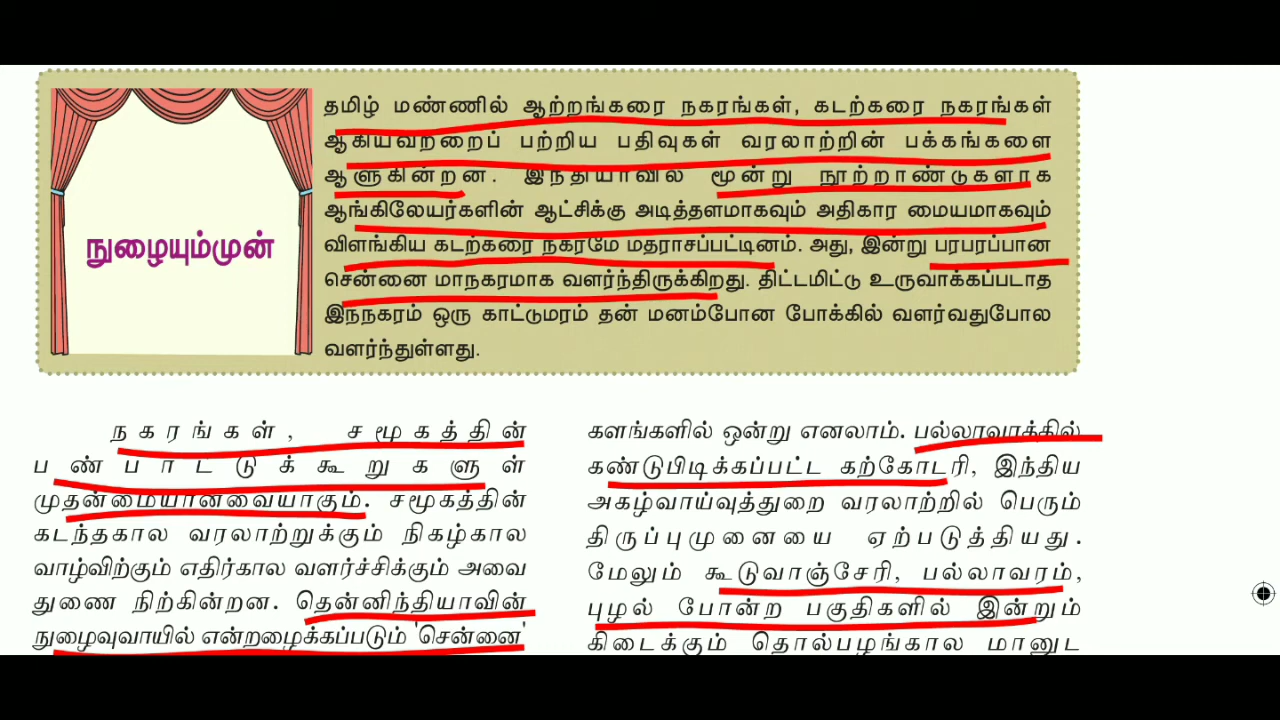 நுழையும்முன்
தமிழ் மண்ணில் ஆற்றங்கரை நகரங்கள், கடற்கரை நகரங்கள்
ஆகியவற்றைப் பற்றிய பதிவுகள் வரலாற்றின் பக்கங்களை
ஆளுகின்றன. இந்தியாவில் மூன்று நூற்றாண்டுகளாக
ஆங்கிலேயர்களின் ஆட்சிக்கு அடித்தளமாகவும் அதிகார மையமாகவும்
விளங்கிய கடற்கரை நகரமே மதராசப்பட்டினம். அது, இன்று பரபரப்பான
சென்னை மாநகரமாக வளர்ந்திருக்கிறது. திட்டமிட்டு உருவாக்கப்படாத
இந்நகரம் ஒரு காட்டுமரம் தன் மனம்போன போக்கில் வளர்வதுபோல
வளர்ந்துள்ளது.
நகரங்கள், சமூகத்தின்
பண்பாட்டுக்கூறுகளுள்
முதன்மையானவையாகும். சமூகத்தின்
கடந்தகால வரலாற்றுக்கும் நிகழ்கால
வாழ்விற்கும் எதிர்கால வளர்ச்சிக்கும் அவை
துணை நிற்கின்றன. தென்னிந்தியாவின்
நுழைவுவாயில் என்றழைக்கப்படும் 'சென்னை'
களங்களில் ஒன்று எனலாம். பல்லாவரத்தில்
கண்டுபிடிக்கப்பட்ட கற்கோடரி, இந்திய
அகழ்வாய்வுத்துறை வரலாற்றில் பெரும்
திருப்புமுனையை ஏற்படுத்தியது.
மேலும் கூடுவாஞ்சேரி, பல்லாவரம்,
புழல் போன்ற பகுதிகளில் இன்றும்
கிடைக்கும் தொல்பழங்கால மானுட